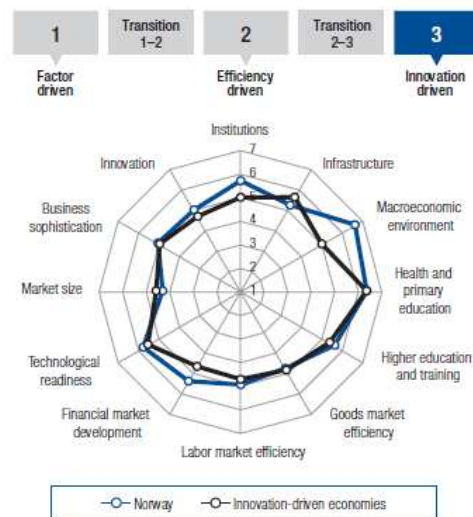 1
Transition
1–2
2
Transition
2–3
3
Factor
driven
Efficiency
driven
Innovation
driven
Institutions
7
6
5
4
3
2
1
Infrastructure
Macroeconomic
environment
Health and
primary
education
Higher education
and training
Goods market
efficiency
Labor market efficiency
Financial market
development
Technological
readiness
Market size
Business
sophistication
Innovation
Norway
Innovation-driven economies